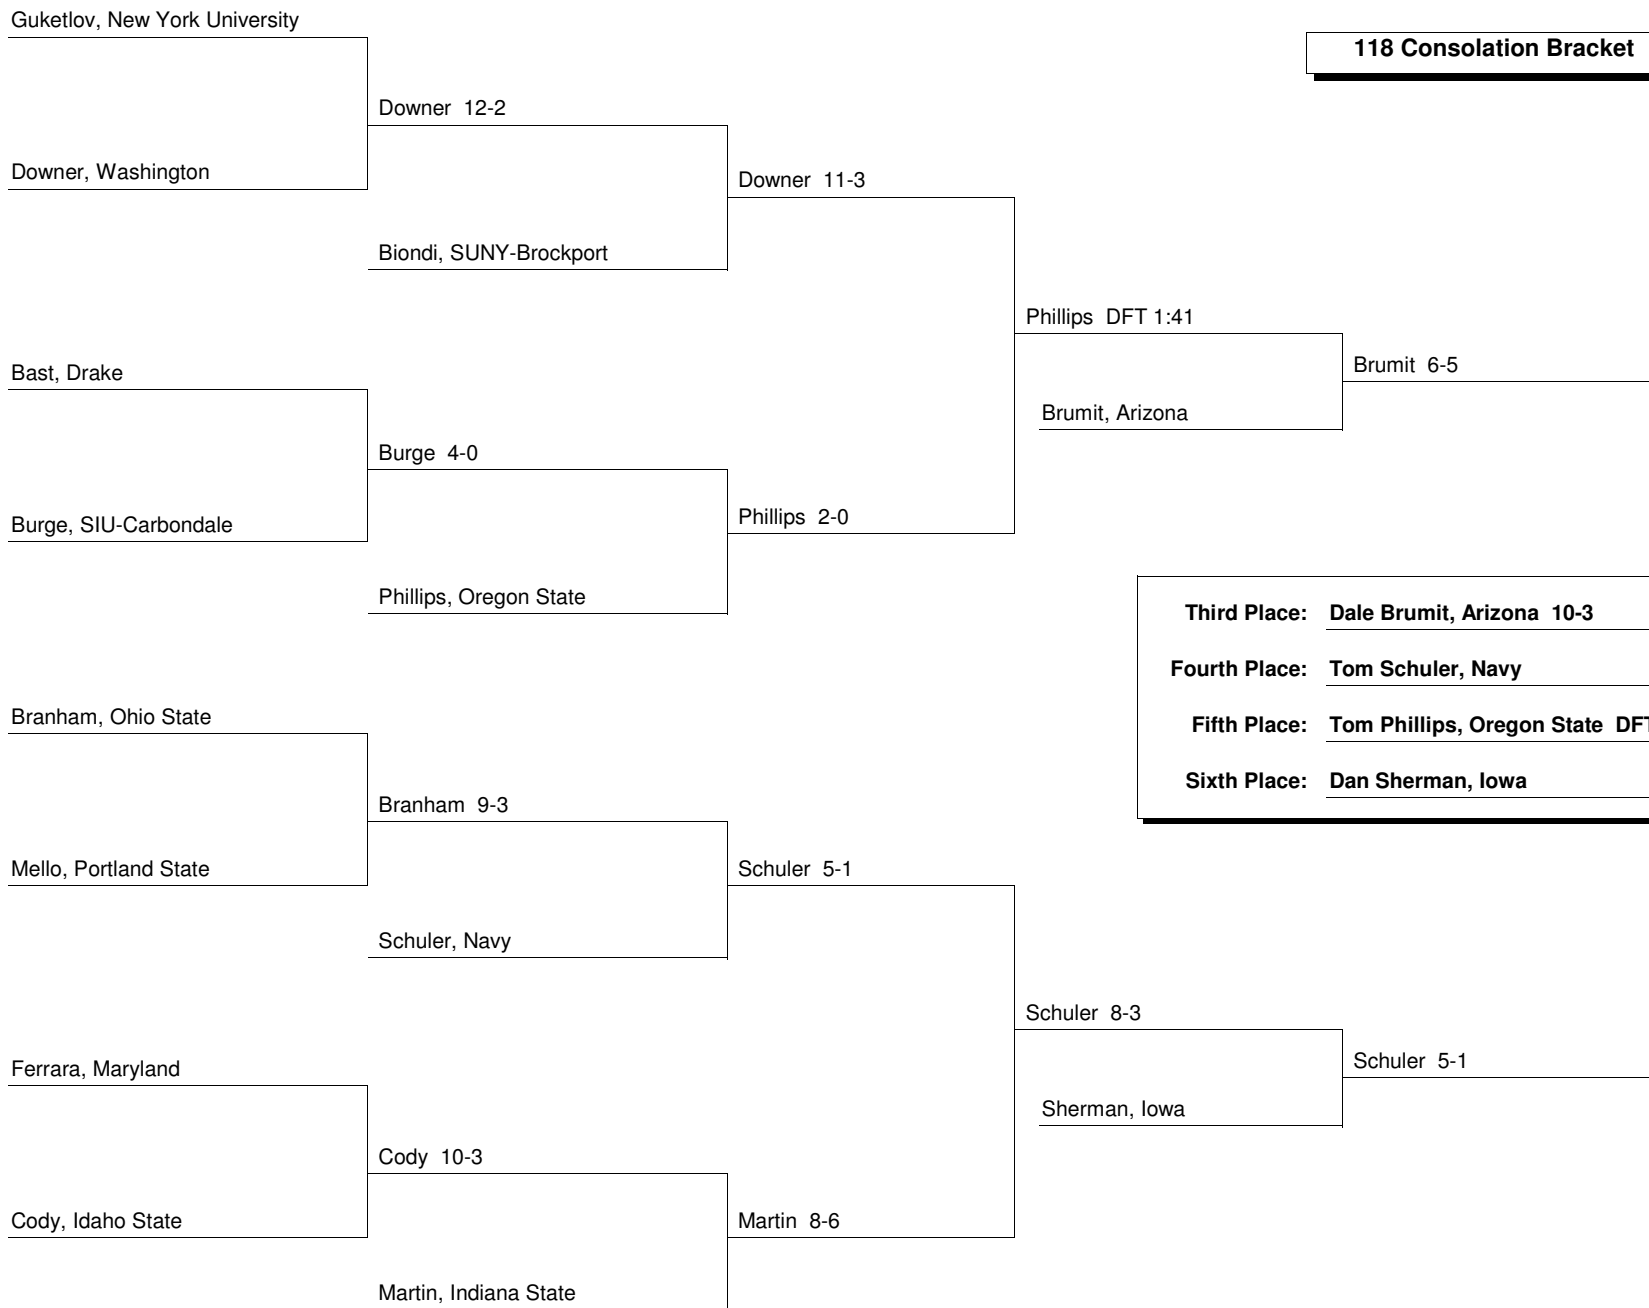 Guketlov, New York University
118 Consolation Bracket
Downer 12-2
Downer, Washington
Downer 11-3
Biondi, SUNY-Brockport
Phillips DFT 1:41
Bast, Drake
Brumit 6-5
Brumit, Arizona
Burge 4-0
Burge, SIU-Carbondale
Phillips 2-0
Phillips, Oregon State
Third Place: Dale Brumit, Arizona 10-3
Fourth Place: Tom Schuler, Navy
Fifth Place: Tom Phillips, Oregon State DFT
Sixth Place: Dan Sherman, Iowa
Branham, Ohio State
Branham 9-3
Mello, Portland State
Schuler 5-1
Schuler, Navy
Schuler 8-3
Ferrara, Maryland
Schuler 5-1
Sherman, Iowa
Cody 10-3
Cody, Idaho State
Martin 8-6
Martin, Indiana State